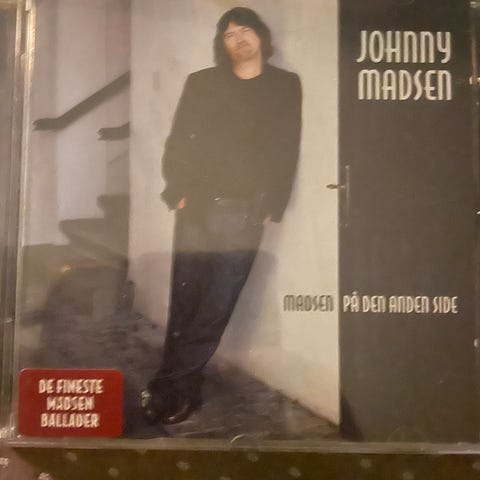 JOHNNY
MADSEN
MADSEN PÅ DEN ANDEN SIDE
DE FINESTE
MADSEN
BALLADER